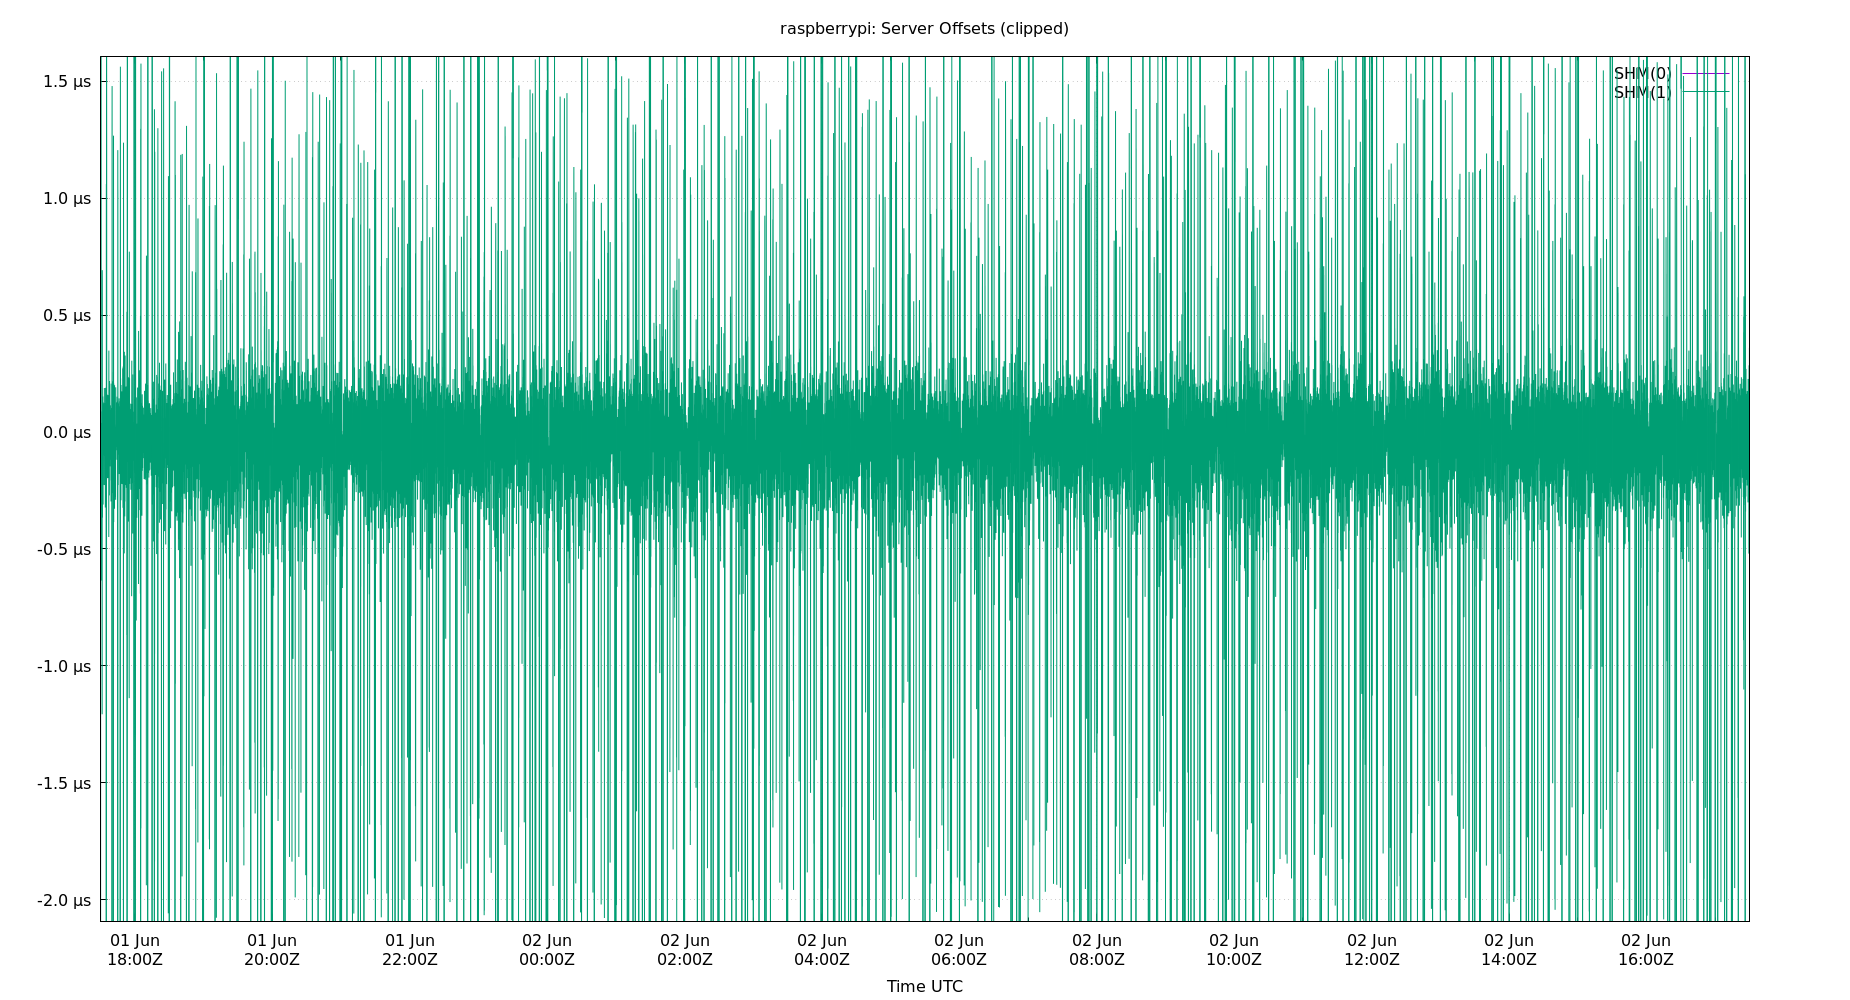 raspberrypi: Server Offsets (clipped)
SHM(0)
SHM(1)
1.5 µs
1.0 µs
0.5 µs
0.0 µs
-0.5 µs
-1.0 µs
-1.5 µs
-2.0 µs
01 Jun 01 Jun 01 Jun 02 Jun 02 Jun 02 Jun 02 Jun 02 Jun 02 Jun 02 Jun 02 Jun 02 Jun
18:00Z 20:00Z 22:00Z 00:00Z 02:00Z 04:00Z 06:00Z 08:00Z 10:00Z 12:00Z 14:00Z 16:00Z
Time UTC